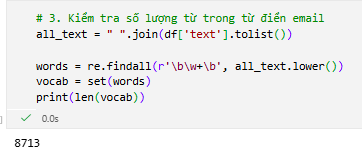 # 3. Kiểm tra số lượng từ trong từ điển email
all_text = " ".join(df['text'].tolist())
words = re.findall(r'\b\w+\b', all_text.lower())
vocab = set(words)
print(len(vocab))
0.0s
8713